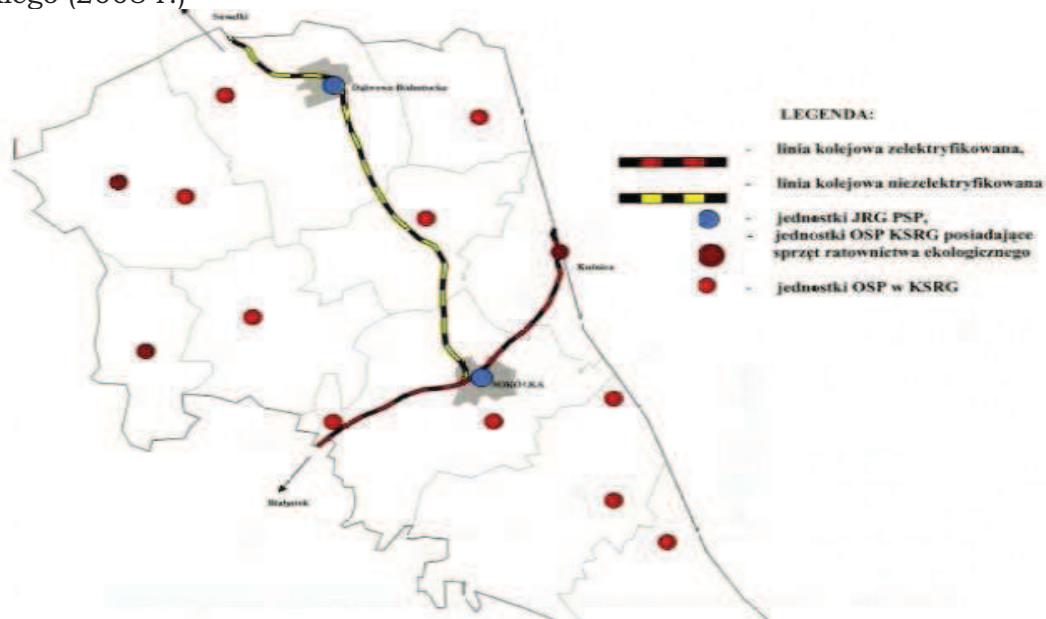 kiego (2008 r.)
Suwałki
Dąbrowa Białostocka
Kuźnica
SOKÓŁKA
Białystok
LEGENDA:
- linia kolejowa zelektryfikowana,
- linia kolejowa niezelektryfikowana
- jednostki JRG PSP,
- jednostki OSP KSRG posiadające
sprzęt ratownictwa ekologicznego
- jednostki OSP w KSRG